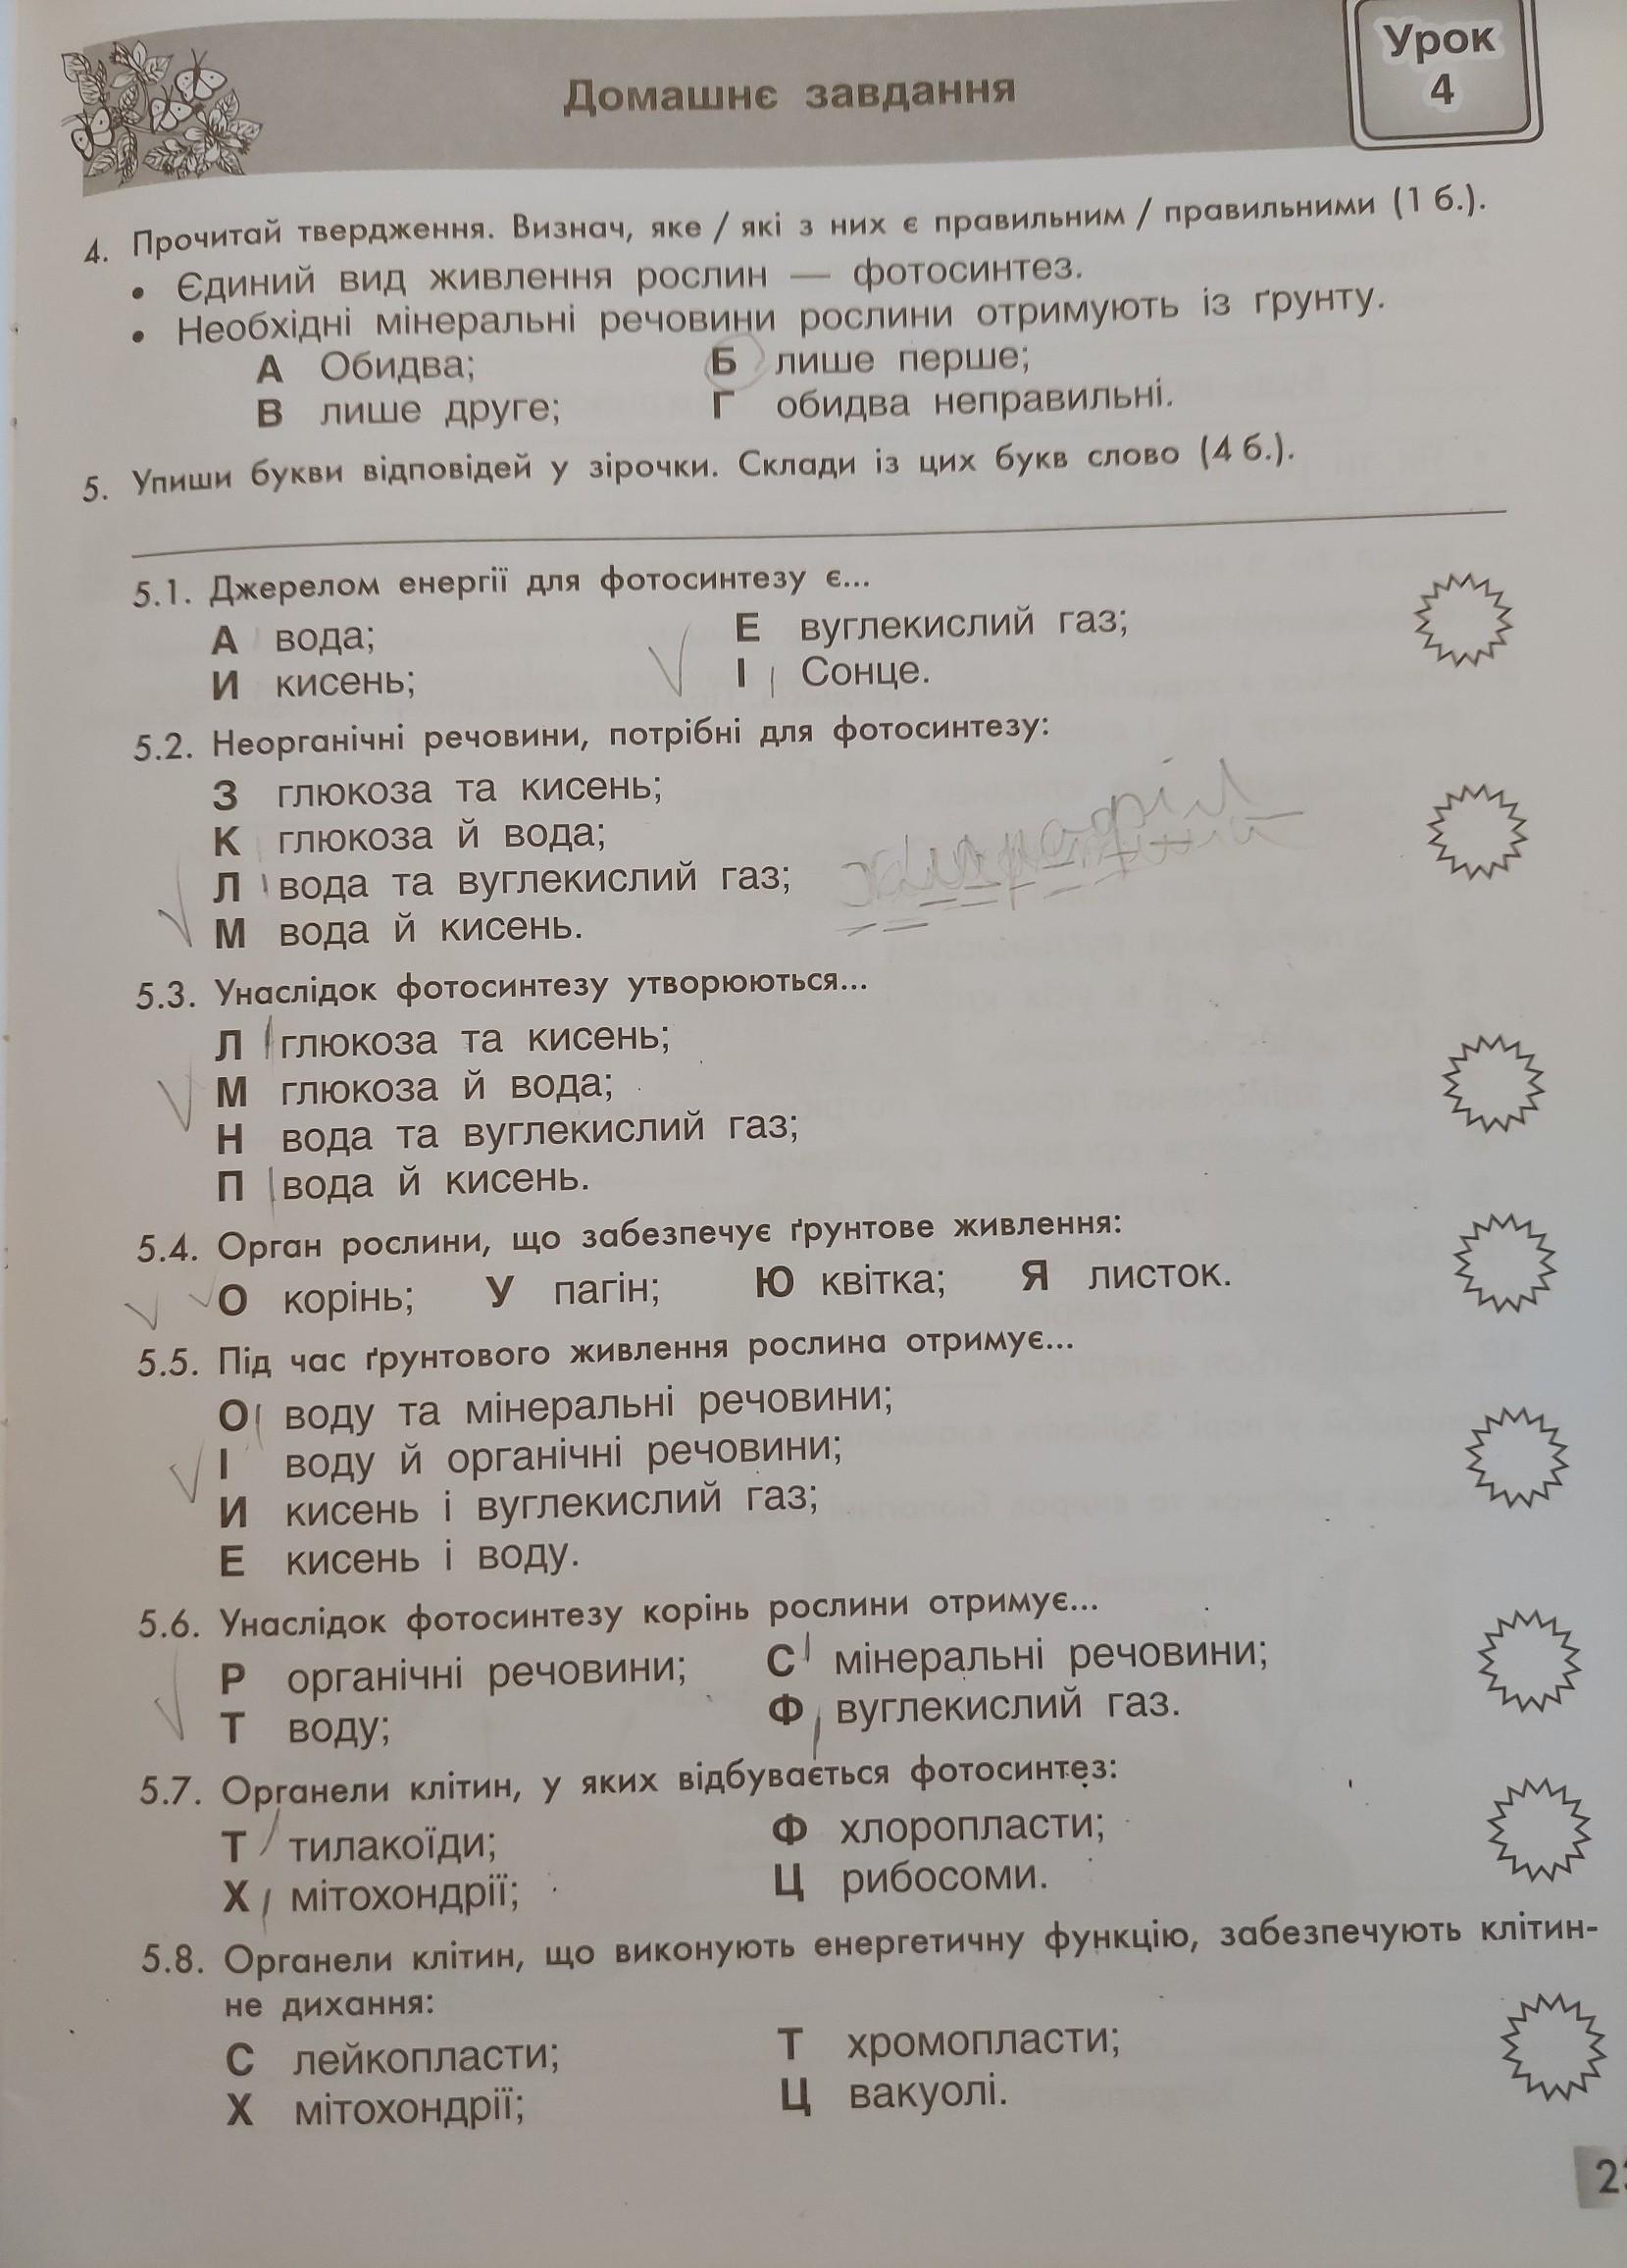 Домашнє завдання
Урок
4
4. Прочитай твердження. Визнач, яке / які з них є правильним / правильними (1 б.).
• Єдиний вид живлення рослин — фотосинтез.
• Необхідні мінеральні речовини рослини отримують із ґрунту.
А Обидва; Б лише перше;
В лише друге; Г обидва неправильні.
5. Упиши букви відповідей у зірочки. Склади із цих букв слово (4 б.).
5.1. Джерелом енергії для фотосинтезу є...
А вода; Е вуглекислий газ;
И кисень; І Сонце.
5.2. Неорганічні речовини, потрібні для фотосинтезу:
З глюкоза та кисень;
К глюкоза й вода;
Л вода та вуглекислий газ;
М вода й кисень.
5.3. Унаслідок фотосинтезу утворюються...
Л глюкоза та кисень;
М глюкоза й вода;
Н вода та вуглекислий газ;
П вода й кисень.
5.4. Орган рослини, що забезпечує ґрунтове живлення:
О корінь; У пагін; Ю квітка; Я листок.
5.5. Під час ґрунтового живлення рослина отримує...
О воду та мінеральні речовини;
І воду й органічні речовини;
И кисень і вуглекислий газ;
Е кисень і воду.
5.6. Унаслідок фотосинтезу корінь рослини отримує...
Р органічні речовини; С мінеральні речовини;
Т воду; Ф вуглекислий газ.
5.7. Органели клітин, у яких відбувається фотосинтез:
Т тилакоїди; Ф хлоропласти;
Х мітохондрії; Ц рибосоми.
5.8. Органели клітин, що виконують енергетичну функцію, забезпечують клітин-
не дихання:
С лейкопласти; Т хромопласти;
Х мітохондрії; Ц вакуолі.